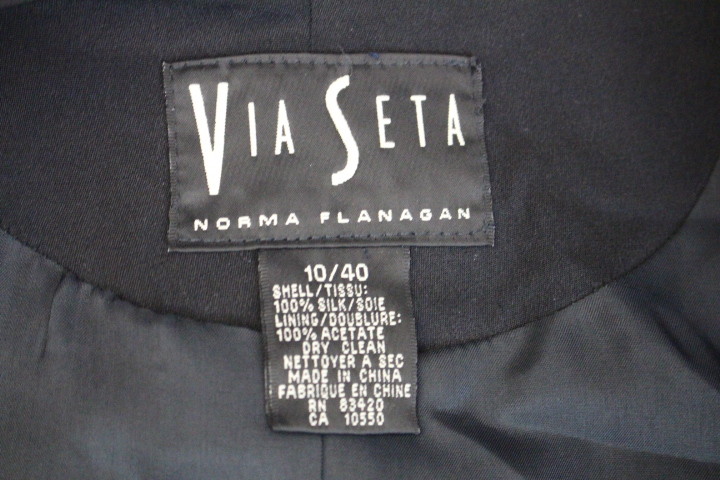 VIA SETA
NORMA FLANAGAN
10/40
SHELL/TISSU:
100% SILK/SOIE
LINING/DOUBLURE:
100% ACETATE
DRY CLEAN
NETTOYER A SEC
MADE IN CHINA
FABRIQUE EN CHINE
RN 83420
CA 10550